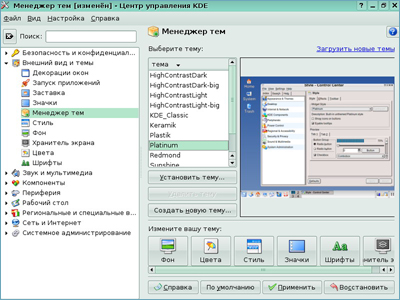 Менеджер тем [изменён] - Центр управления KDE
Файл Вид Настройка Справка
Поиск:
Безопасность и конфиденциал...
Внешний вид и темы
Декорации окон
Запуск приложений
Заставка
Значки
Менеджер тем
Стиль
Фон
Хранитель экрана
Цвета
Шрифты
Звук и мультимедиа
Компоненты
Периферия
Рабочий стол
Региональные и специальные в...
Сеть и Интернет
Системное администрирование
Менеджер тем
Выберите тему:
Загрузить новые темы
тема
HighContrastDark
HighContrastDark-big
HighContrastLight
HighContrastLight-big
KDE_Classic
Keramik
Plastik
Platinum
Redmond
Sunshine
Установить тему...
Создать новую тему...
Измените вашу тему:
Фон
Цвета
Стиль
Значки
Шрифты
нитель э
Справка
По умолчанию
Применить
Восстановить